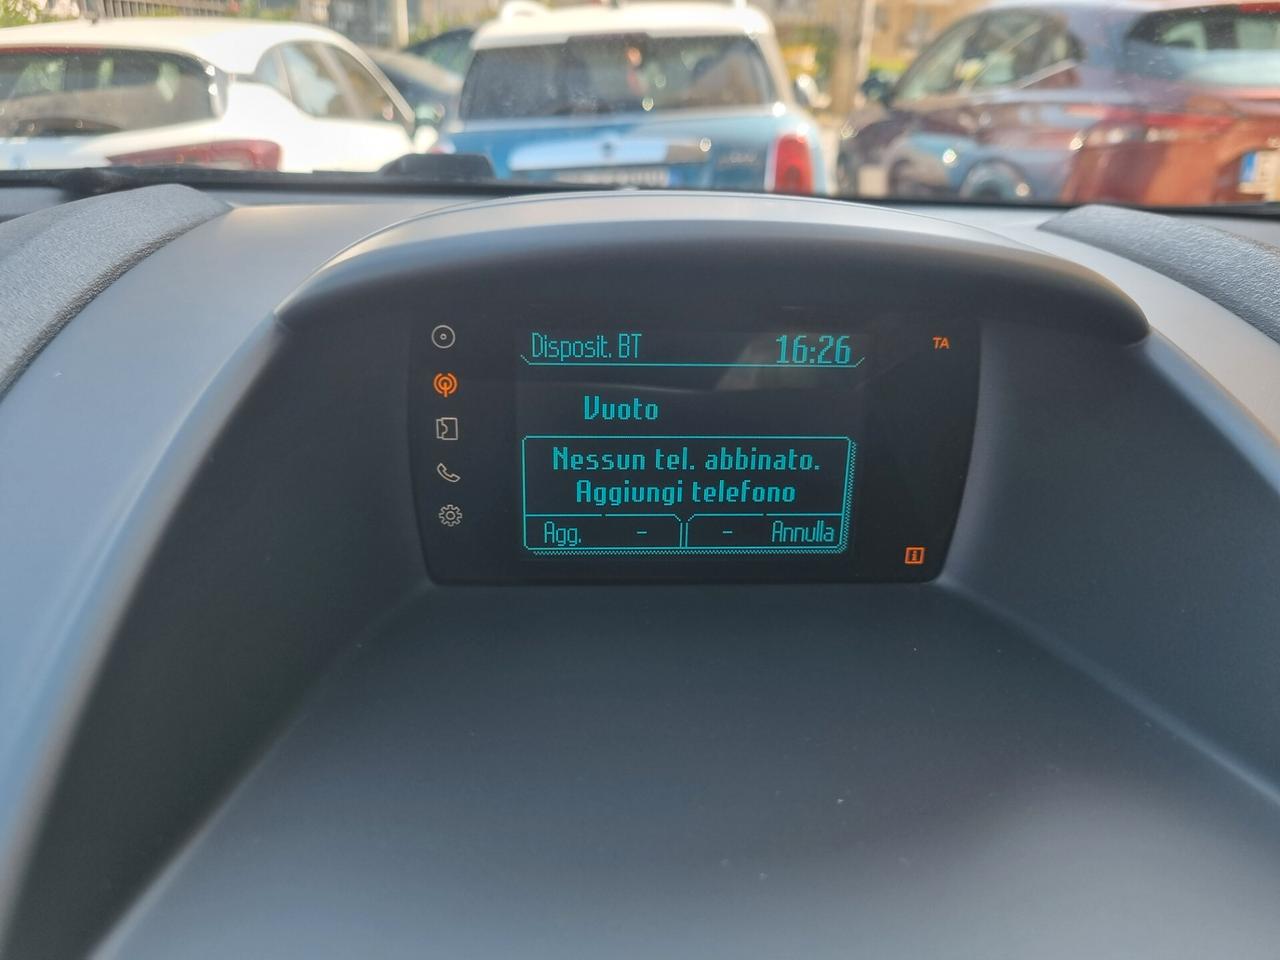 Disposit. BT 16:26 TA
Vuoto
Nessun tel. abbinato.
Aggiungi telefono
Agg. - - Annulla